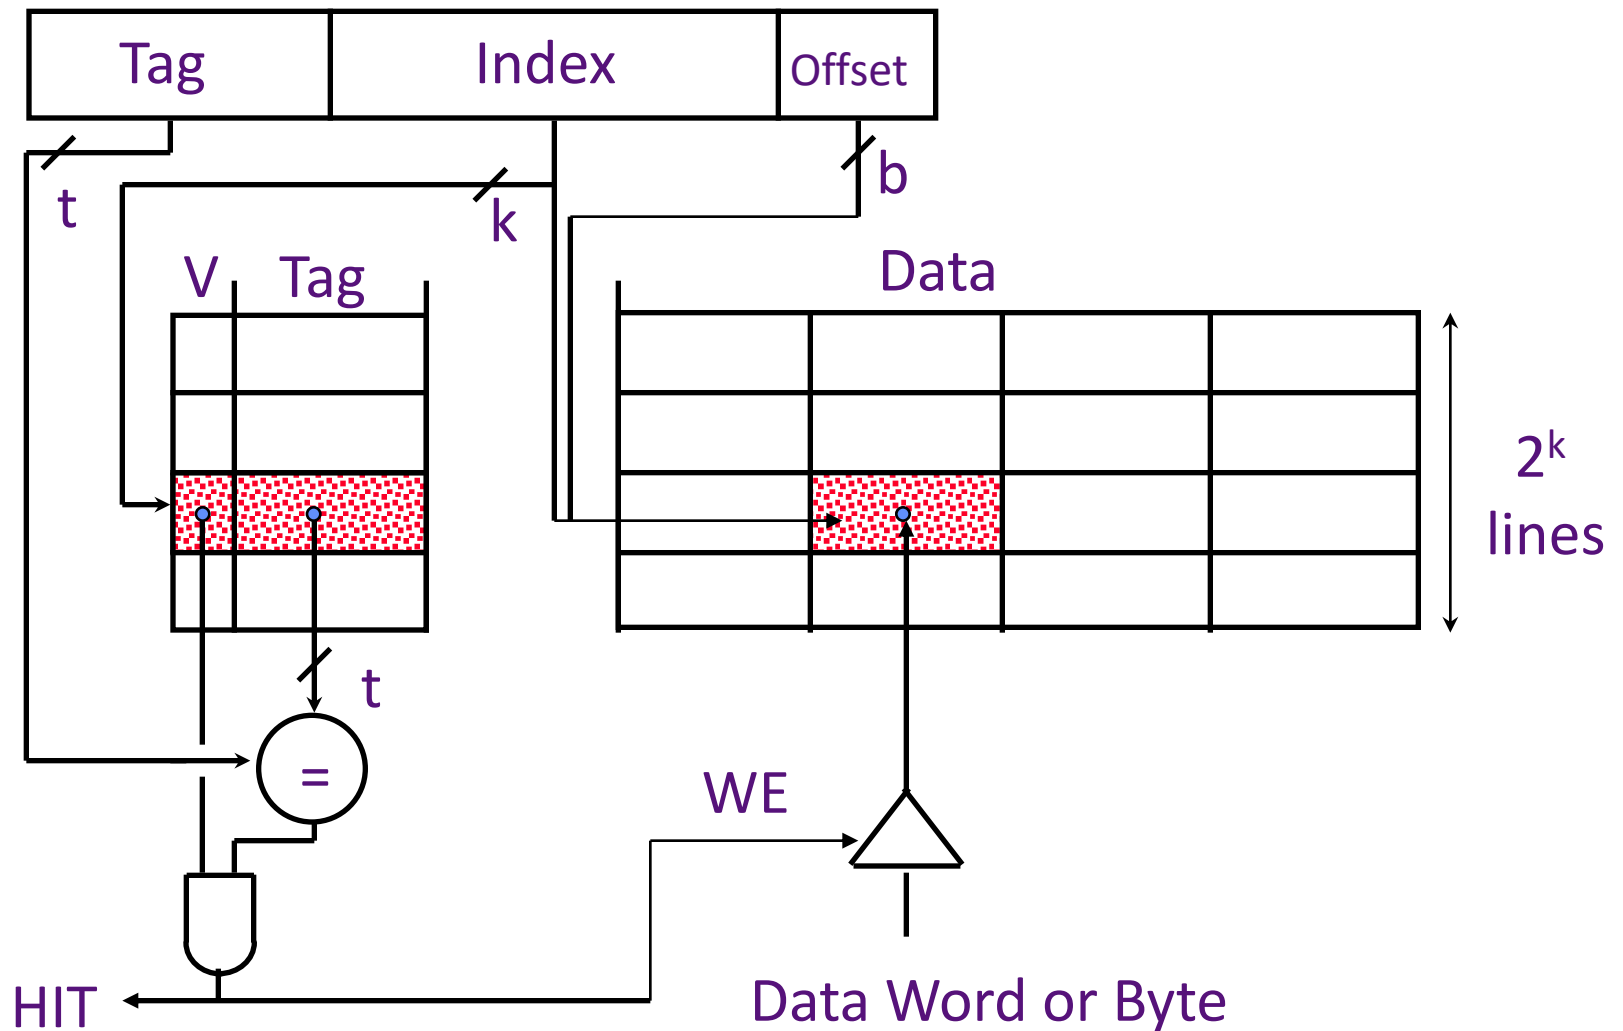 Tag Index Offset
t
k
b
V Tag
Data
2ᵏ
lines
t
=
WE
HIT
Data Word or Byte